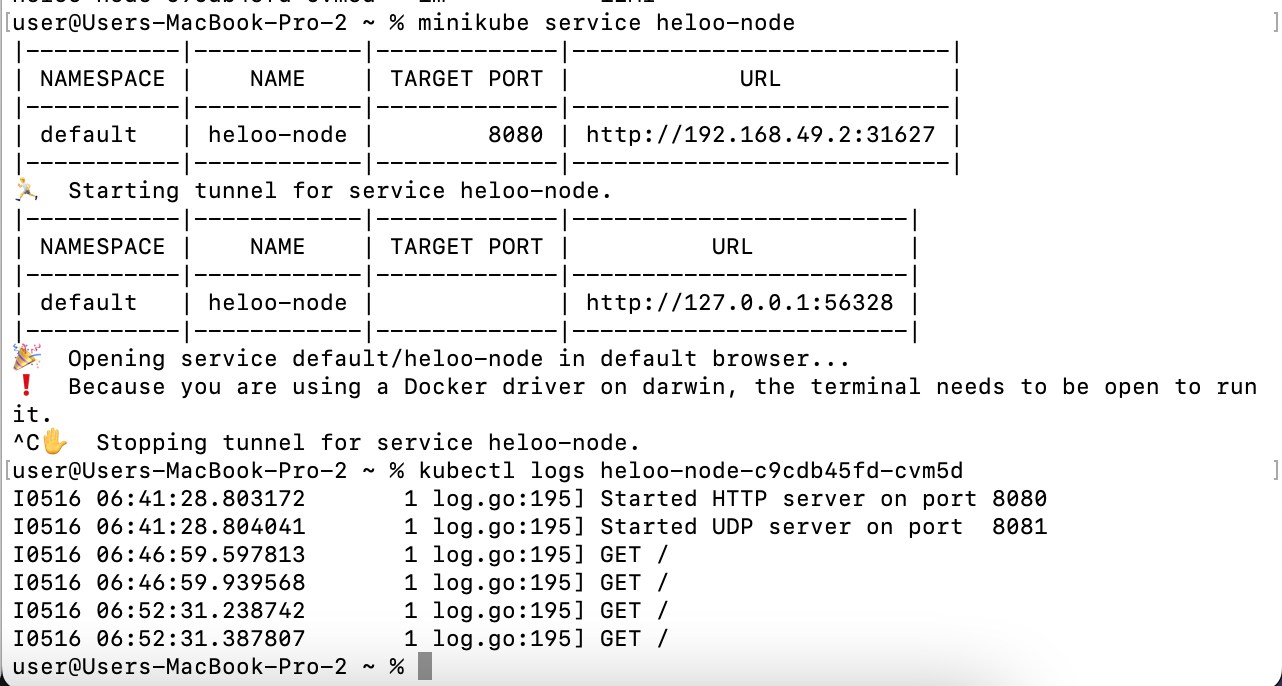 user@Users-MacBook-Pro-2 ~ % minikube service heloo-node
|-----------|------------|-------------|---------------------------|
| NAMESPACE |    NAME    | TARGET PORT |            URL            |
|-----------|------------|-------------|---------------------------|
| default   | heloo-node |        8080 | http://192.168.49.2:31627 |
|-----------|------------|-------------|---------------------------|
🏃  Starting tunnel for service heloo-node.
|-----------|------------|-------------|------------------------|
| NAMESPACE |    NAME    | TARGET PORT |          URL           |
|-----------|------------|-------------|------------------------|
| default   | heloo-node |             | http://127.0.0.1:56328 |
|-----------|------------|-------------|------------------------|
🎉  Opening service default/heloo-node in default browser...
❗  Because you are using a Docker driver on darwin, the terminal needs to be open to run
it.
^C✋  Stopping tunnel for service heloo-node.
user@Users-MacBook-Pro-2 ~ % kubectl logs heloo-node-c9cdb45fd-cvm5d
I0516 06:41:28.803172       1 log.go:195] Started HTTP server on port 8080
I0516 06:41:28.804041       1 log.go:195] Started UDP server on port  8081
I0516 06:46:59.597813       1 log.go:195] GET /
I0516 06:46:59.939568       1 log.go:195] GET /
I0516 06:52:31.238742       1 log.go:195] GET /
I0516 06:52:31.387807       1 log.go:195] GET /
user@Users-MacBook-Pro-2 ~ %